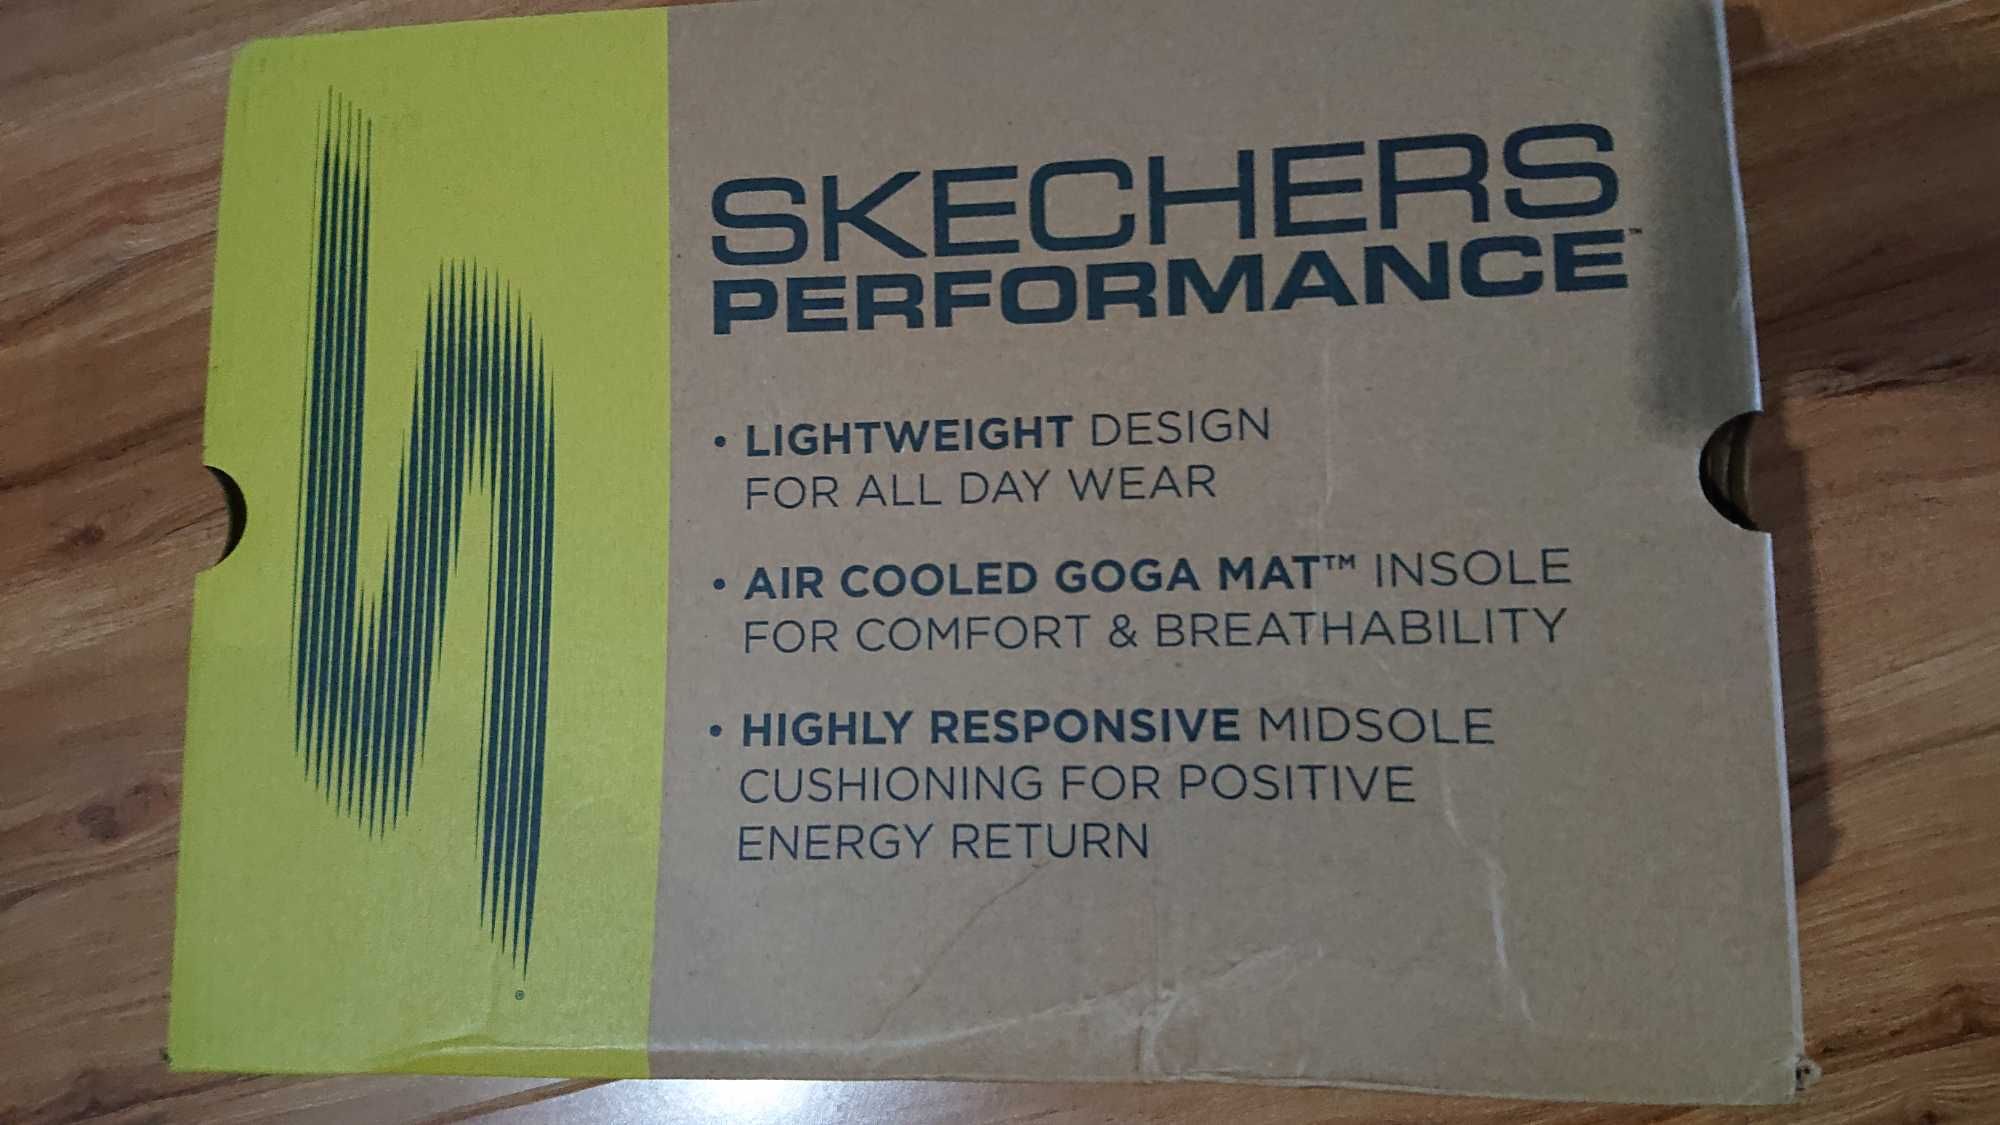 SKECHERS
PERFORMANCE™
• LIGHTWEIGHT DESIGN
FOR ALL DAY WEAR
• AIR COOLED GOGA MAT™ INSOLE
FOR COMFORT & BREATHABILITY
• HIGHLY RESPONSIVE MIDSOLE
CUSHIONING FOR POSITIVE
ENERGY RETURN
®